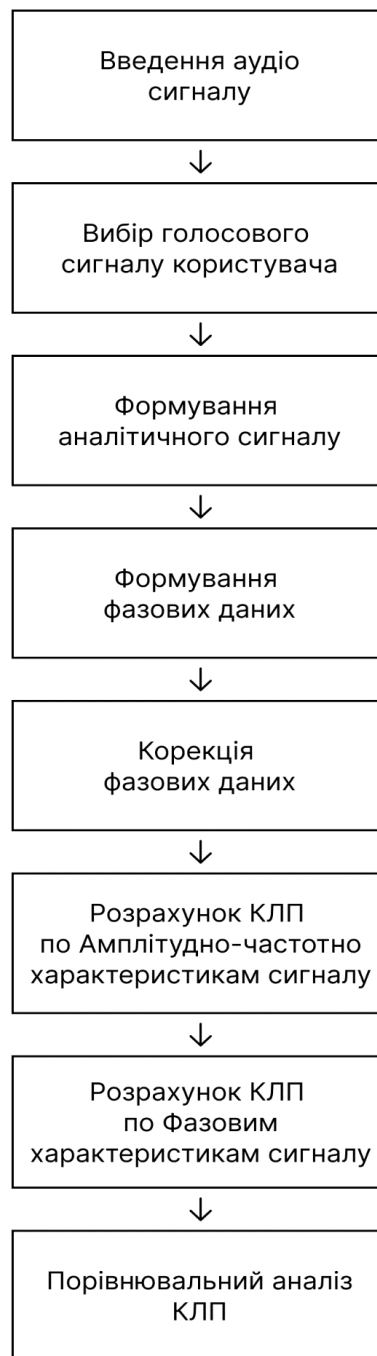 Введення аудіо
сигналу
Вибір голосового
сигналу користувача
Формування
аналітичного сигналу
Формування
фазових даних
Корекція
фазових даних
Розрахунок КЛП
по Амплітудно-частотно
характеристикам сигналу
Розрахунок КЛП
по Фазовим
характеристикам сигналу
Порівнювальний аналіз
КЛП